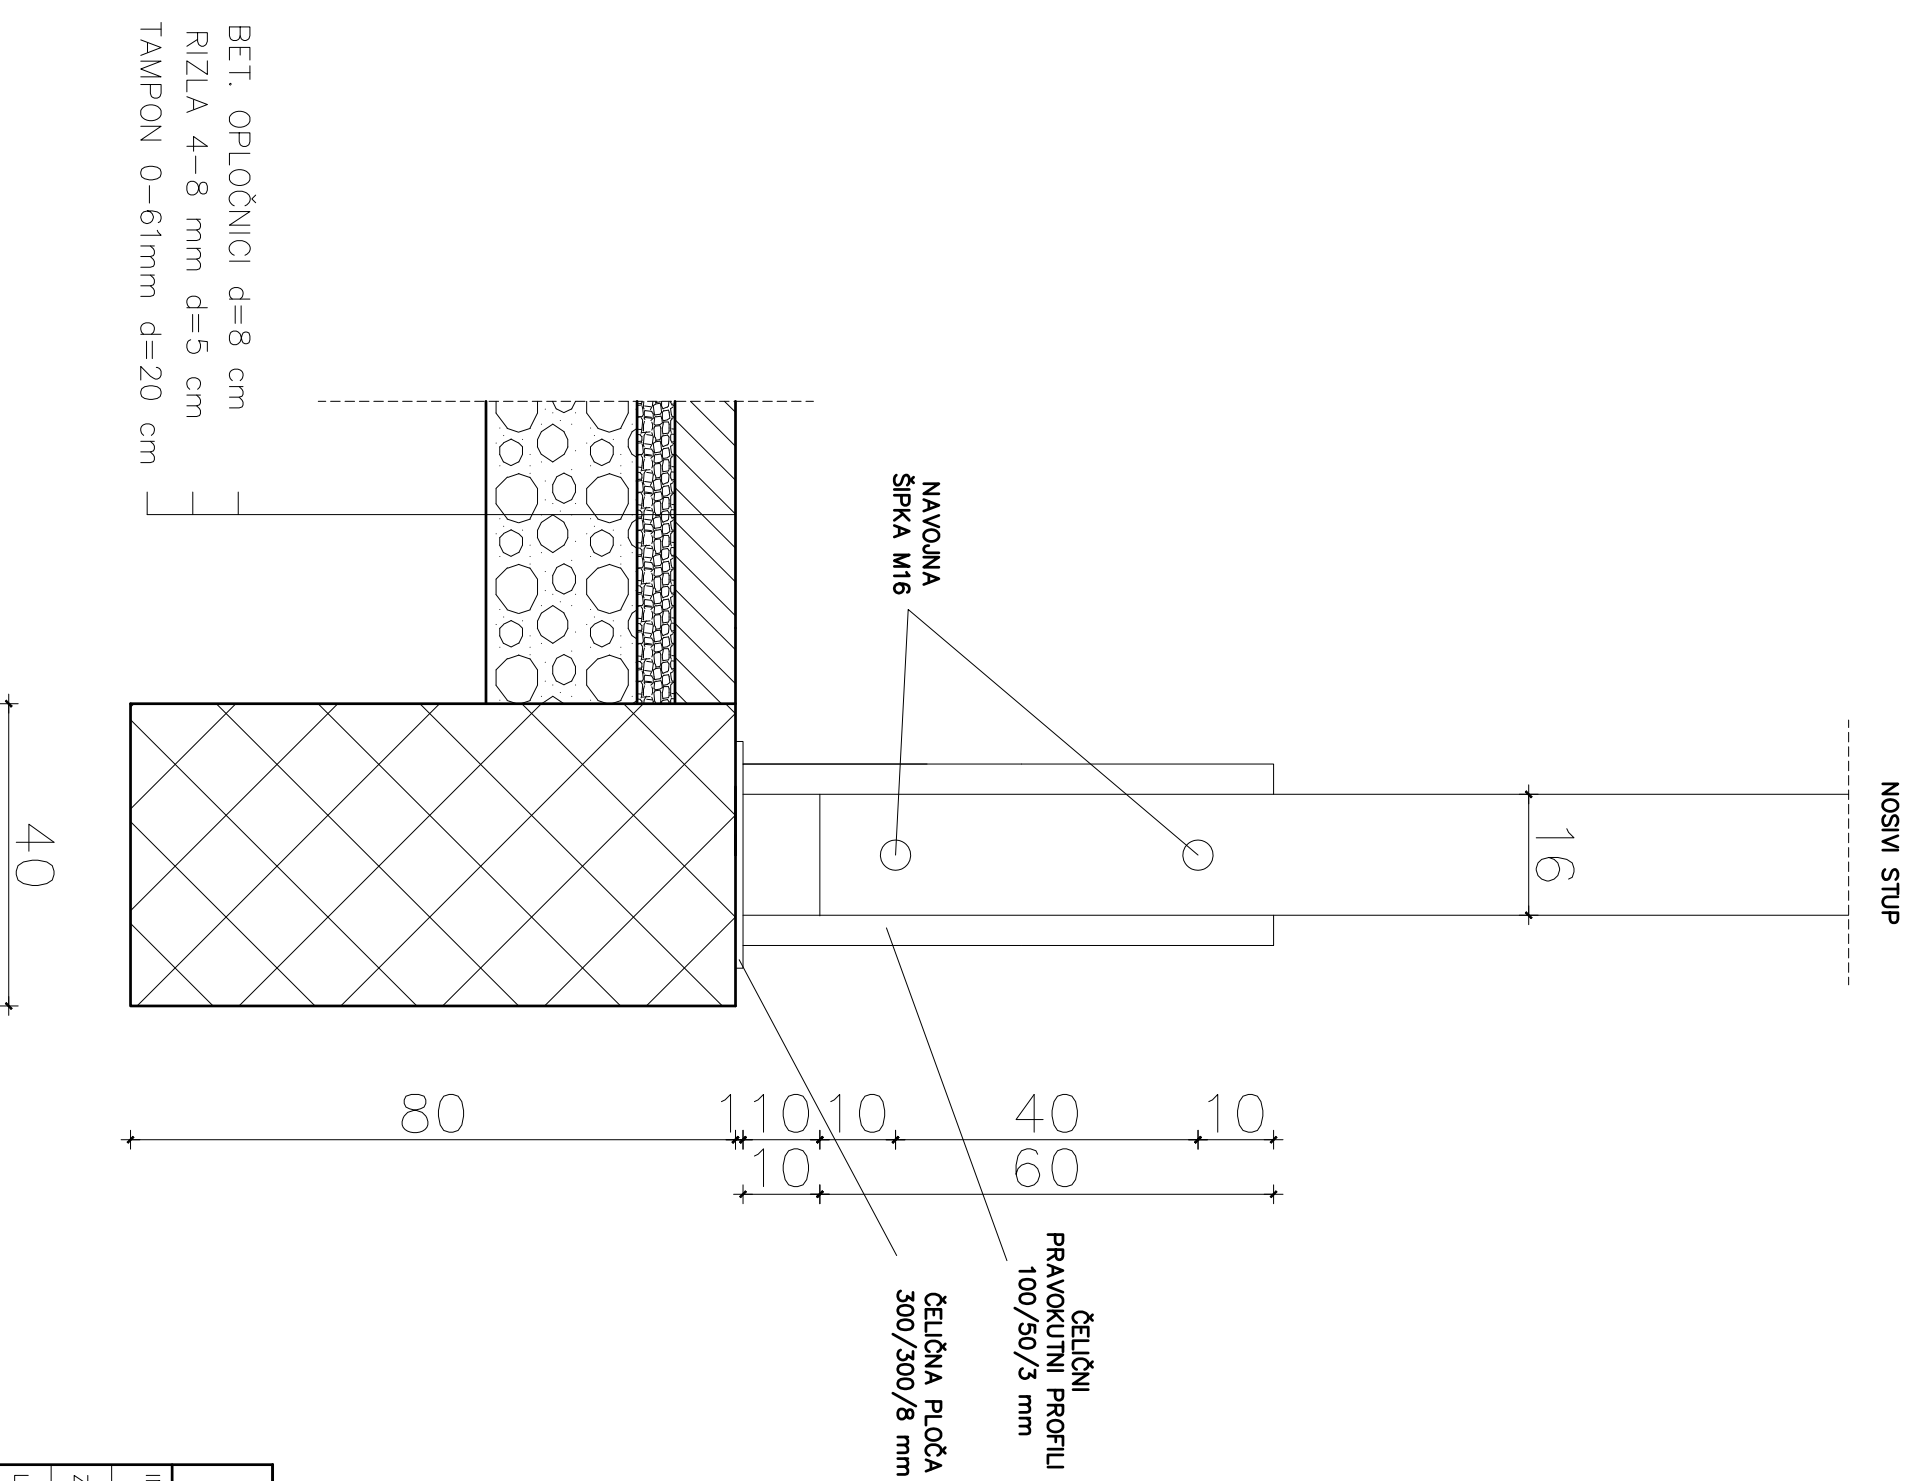 NOSIVI STUP
16
NAVOJNA
ŠIPKA M16
ČELIČNI
PRAVOKUTNI PROFILI
100/50/3 mm
ČELIČNA PLOČA
300/300/8 mm
80
1
10
10
40
10
10
60
BET. OPLOČNICI d=8 cm
RIZLA 4-8 mm d=5 cm
TAMPON 0-61mm d=20 cm
40